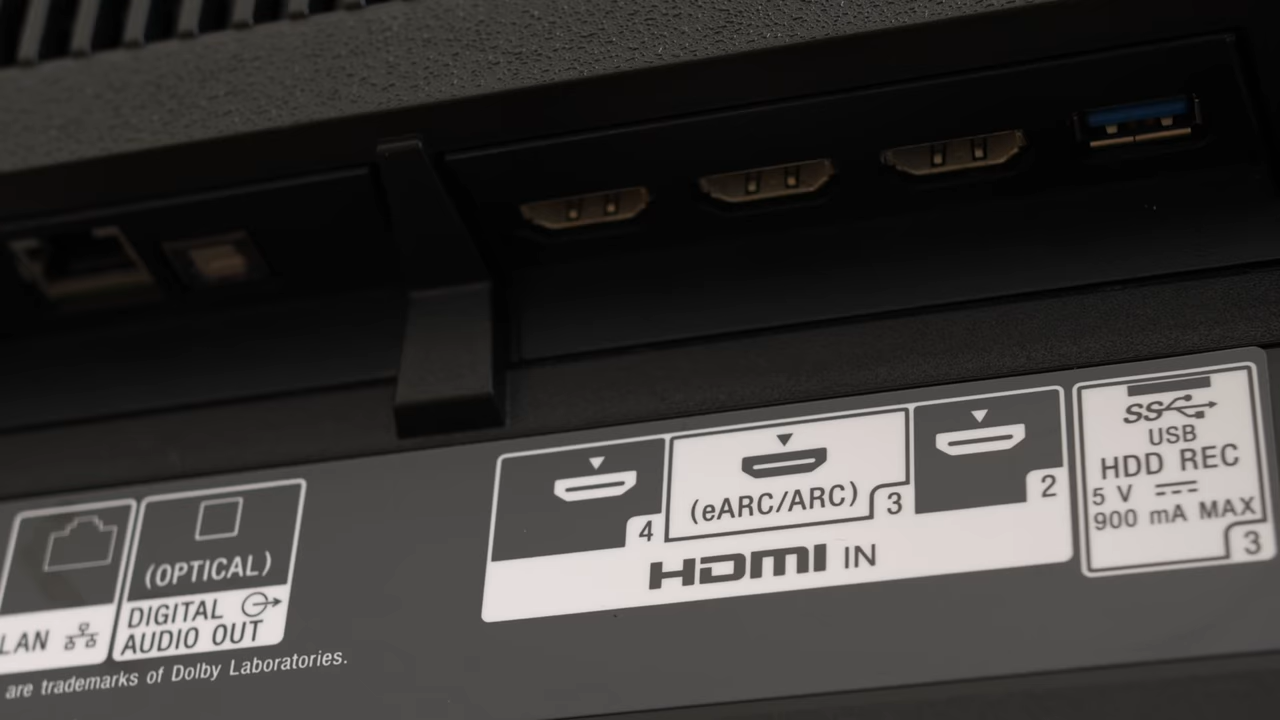 LAN
(OPTICAL)
DIGITAL
AUDIO OUT
are trademarks of Dolby Laboratories.
4
(eARC/ARC)
3
2
HDMI IN
SS
USB
HDD REC
5 V
900 mA MAX
3